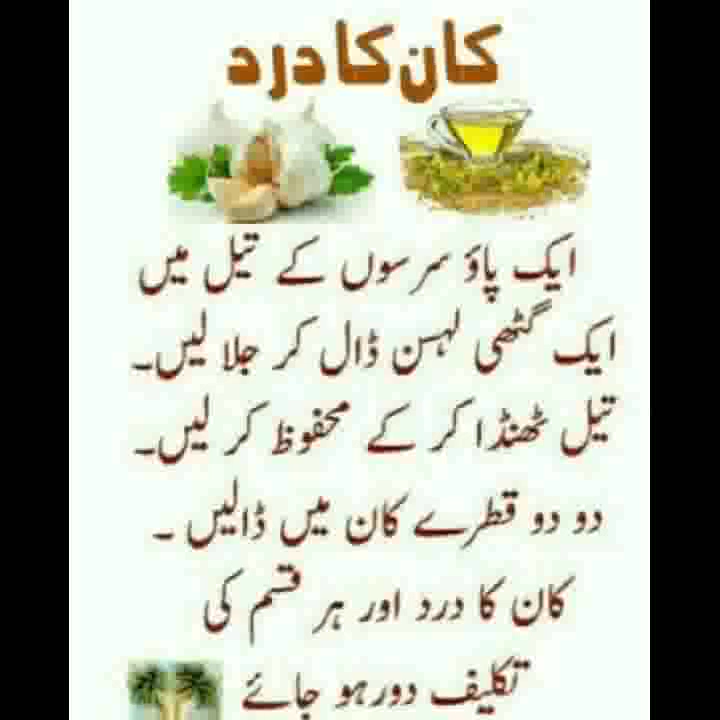 کان کا درد
ایک پاؤ سرسوں کے تیل میں
ایک گٹھی لہسن ڈال کر جلا لیں۔
تیل ٹھنڈا کر کے محفوظ کر لیں۔
دو دو قطرے کان میں ڈالیں ۔
کان کا درد اور ہر قسم کی
تکلیف دور ہو جائے